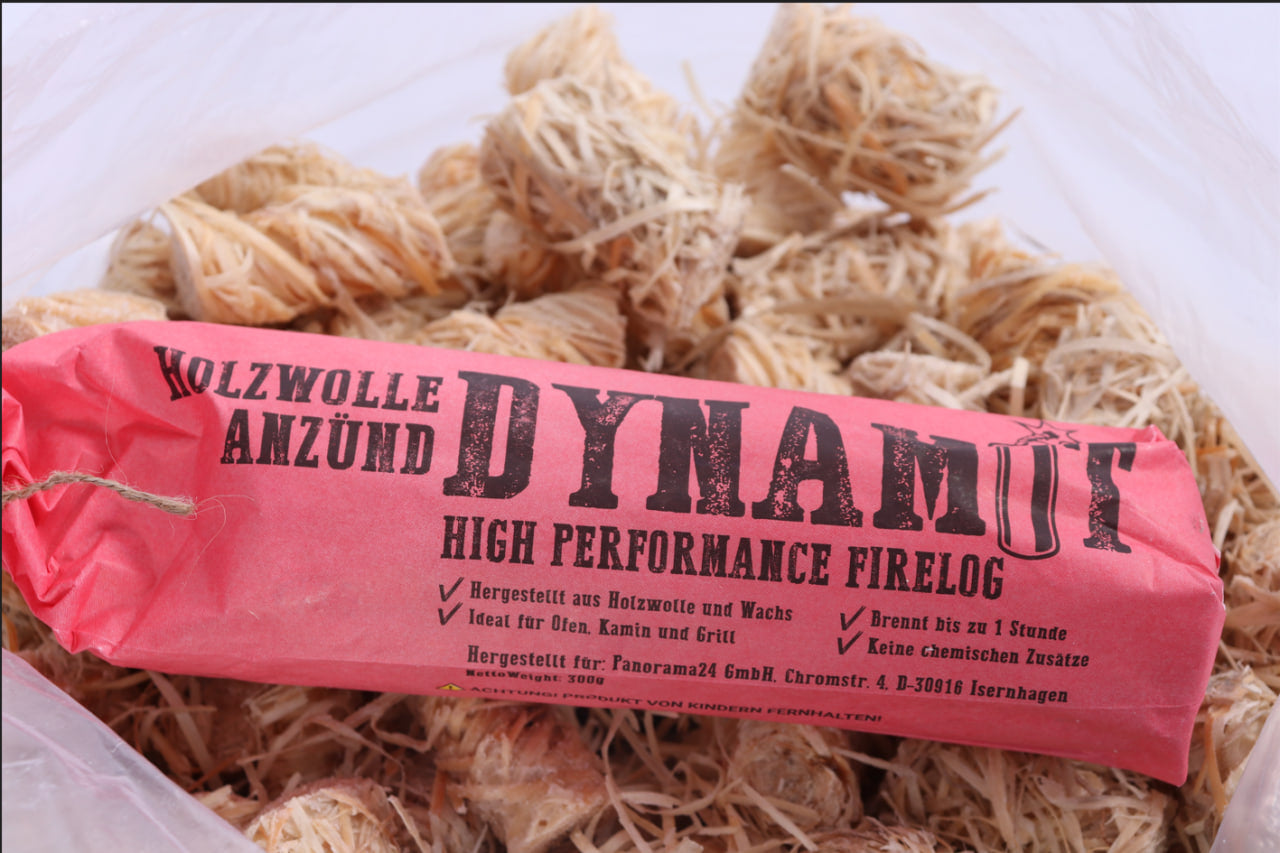 HOLZWOLLE
ANZÜND
DYNAMIT
HIGH PERFORMANCE FIRELOG
✓ Hergestellt aus Holzwolle und Wachs
✓ Ideal für Ofen, Kamin und Grill
✓ Brennt bis zu 1 Stunde
✓ Keine chemischen Zusätze
Hergestellt für: Panorama24 GmbH, Chromstr. 4, D-30916 Isernhagen
NettoWeight: 300g
ACHTUNG! PRODUKT VON KINDERN FERNHALTEN!